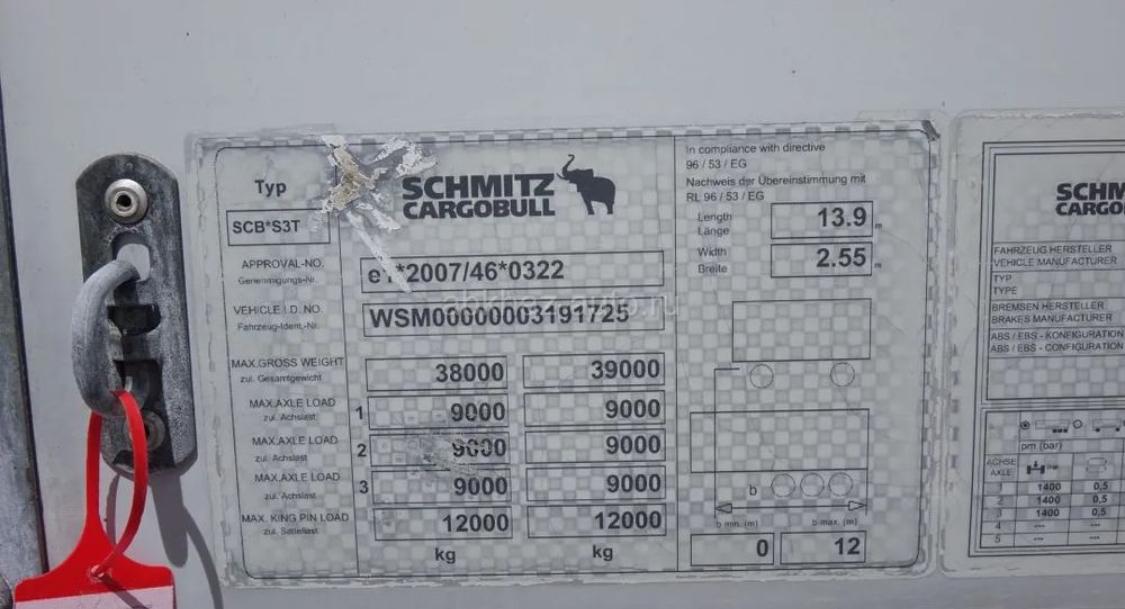 Typ
SCB*S3T
SCHMITZ
CARGOBULL
APPROVAL-NO.
Genehmigungs-Nr.
e1*2007/46*0322
VEHICLE I.D. NO.
Fahrzeug-Ident.-Nr.
WSM00000003191725
abkhaz-auto.ru
MAX.GROSS WEIGHT
zul. Gesamtgewicht
38000 39000
MAX.AXLE LOAD
zul. Achslast
1 9000 9000
MAX.AXLE LOAD
zul. Achslast
2 9000 9000
MAX.AXLE LOAD
zul. Achslast
3 9000 9000
MAX. KING PIN LOAD
zul. Sattellast
12000 12000
kg kg
In compliance with directive
96 / 53 / EG
Nachweis der Übereinstimmung mit
RL 96 / 53 / EG
Length
Länge
13.9 m
Width
Breite
2.55 m
b
b min. (m) b max. (m)
0 12
SCHM
CARGO
FAHRZEUG HERSTELLER
VEHICLE MANUFACTURER
TYP
TYPE
BREMSEN HERSTELLER
BRAKES MANUFACTURER
ABS / EBS - KONFIGURATION
ABS / EBS - CONFIGURATION
pm (bar)
ACHSE
AXLE
1 1400 0,5
2 1400 0,5
3 1400 0,5
4 --- ---
5 --- ---